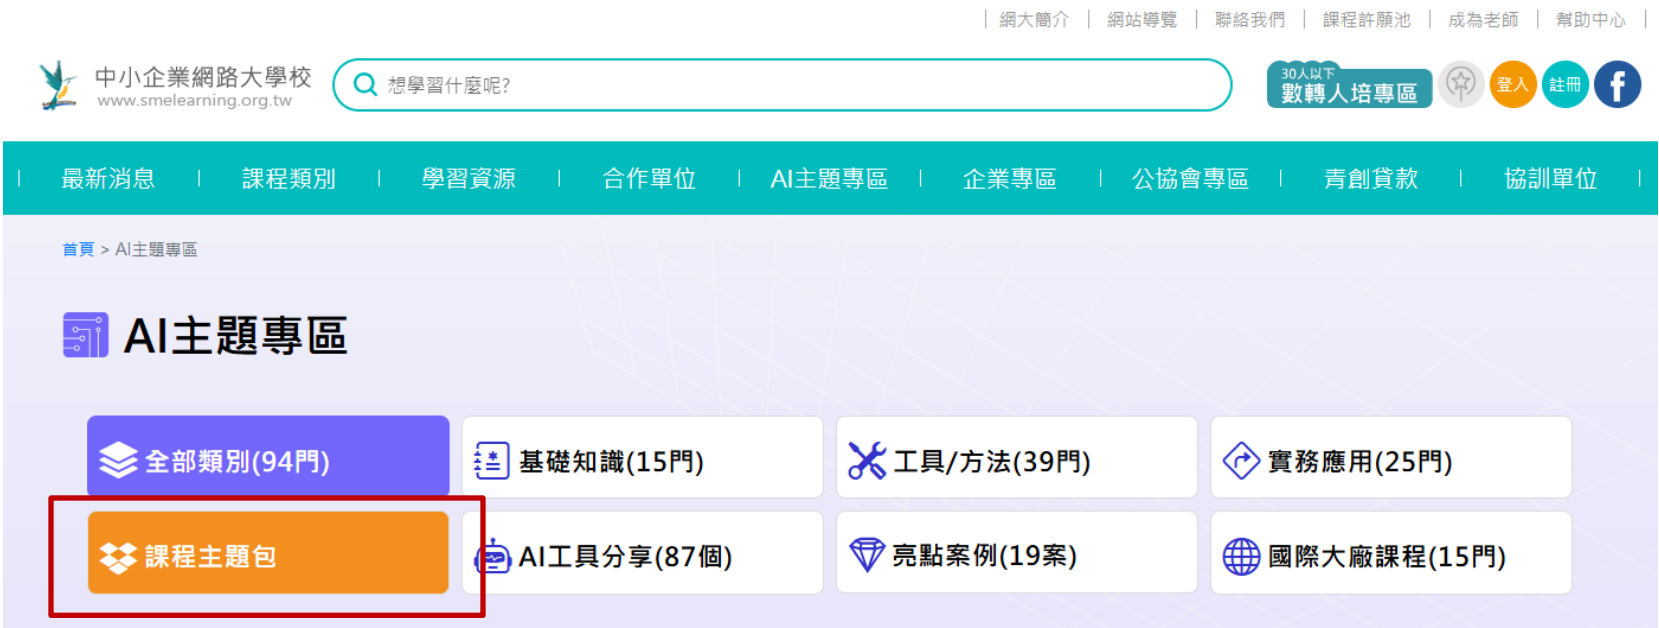 網大簡介 網站導覽 聯絡我們 課程許願池 成為老師 幫助中心
中小企業網路大學校
www.smelearning.org.tw
想學習什麼呢?
30人以下
數轉人培專區
登入
註冊
f
最新消息 課程類別 學習資源 合作單位 AI主題專區 企業專區 公協會專區 青創貸款 協訓單位
首頁 > AI主題專區
AI主題專區
全部類別(94門) 基礎知識(15門) 工具/方法(39門) 實務應用(25門)
課程主題包 AI工具分享(87個) 亮點案例(19案) 國際大廠課程(15門)